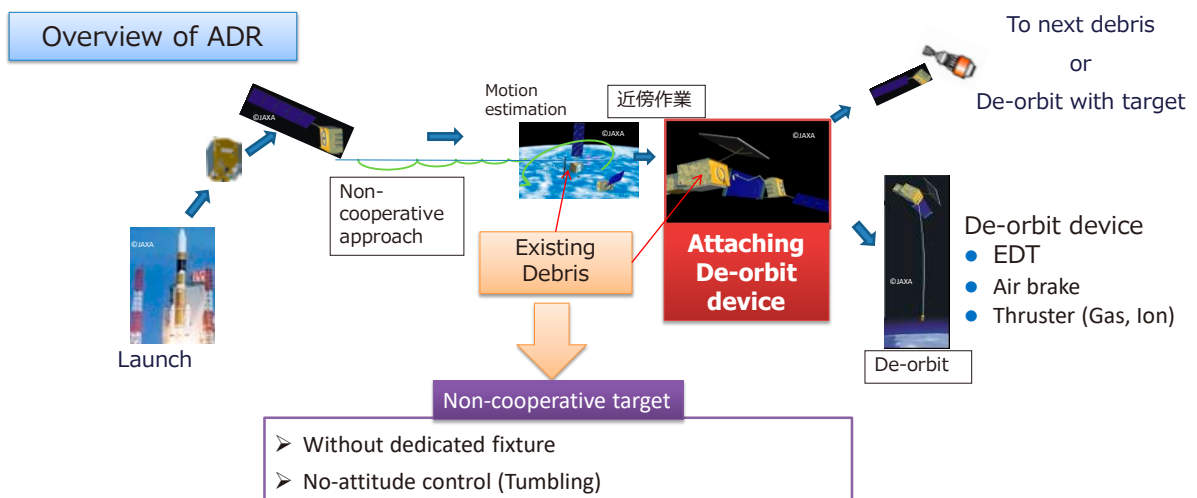 Overview of ADR
To next debris
or
De-orbit with target
Motion
estimation
近傍作業
©JAXA
©JAXA
©JAXA
Non-
cooperative
approach
©JAXA
Existing
Debris
Attaching
De-orbit
device
De-orbit device
● EDT
● Air brake
● Thruster (Gas, Ion)
©JAXA
Launch
De-orbit
Non-cooperative target
➢ Without dedicated fixture
➢ No-attitude control (Tumbling)